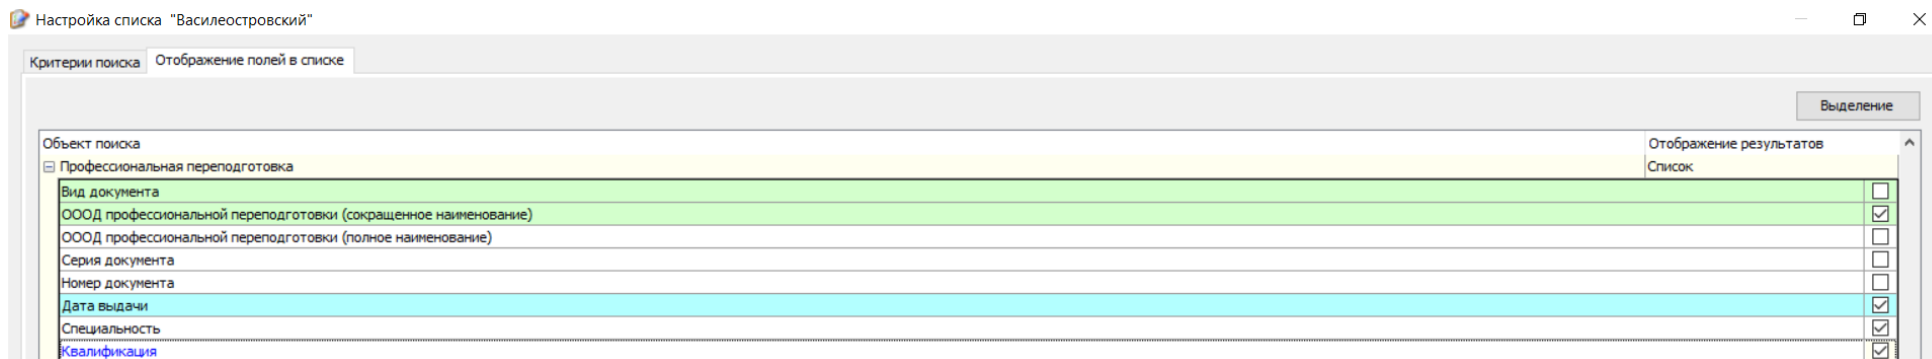 Настройка списка "Василеостровский"
Критерии поиска Отображение полей в списке
Выделение
Объект поиска Отображение результатов
Профессиональная переподготовка Список
Вид документа
ОООД профессиональной переподготовки (сокращенное наименование)
ОООД профессиональной переподготовки (полное наименование)
Серия документа
Номер документа
Дата выдачи
Специальность
Квалификация